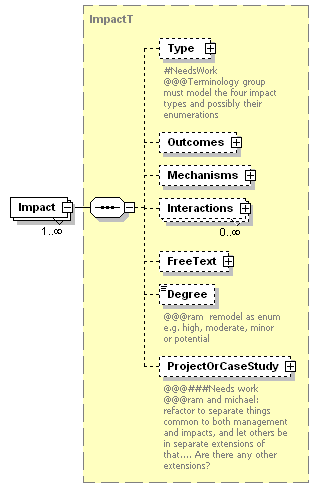 ImpactT
Type
#NeedsWork
@@@Terminology group
must model the four impact
types and possibly their
enumerations
Outcomes
Mechanisms
Impact
1..∞
Interactions
0..∞
FreeText
Degree
@@@ram remodel as enum
e.g. high, moderate, minor
or potential
ProjectOrCaseStudy
@@@###Needs work
@@@ram and michael:
refactor to separate things
common to both management
and impacts, and let others be
in separate extensions of
that.... Are there any other
extensions?